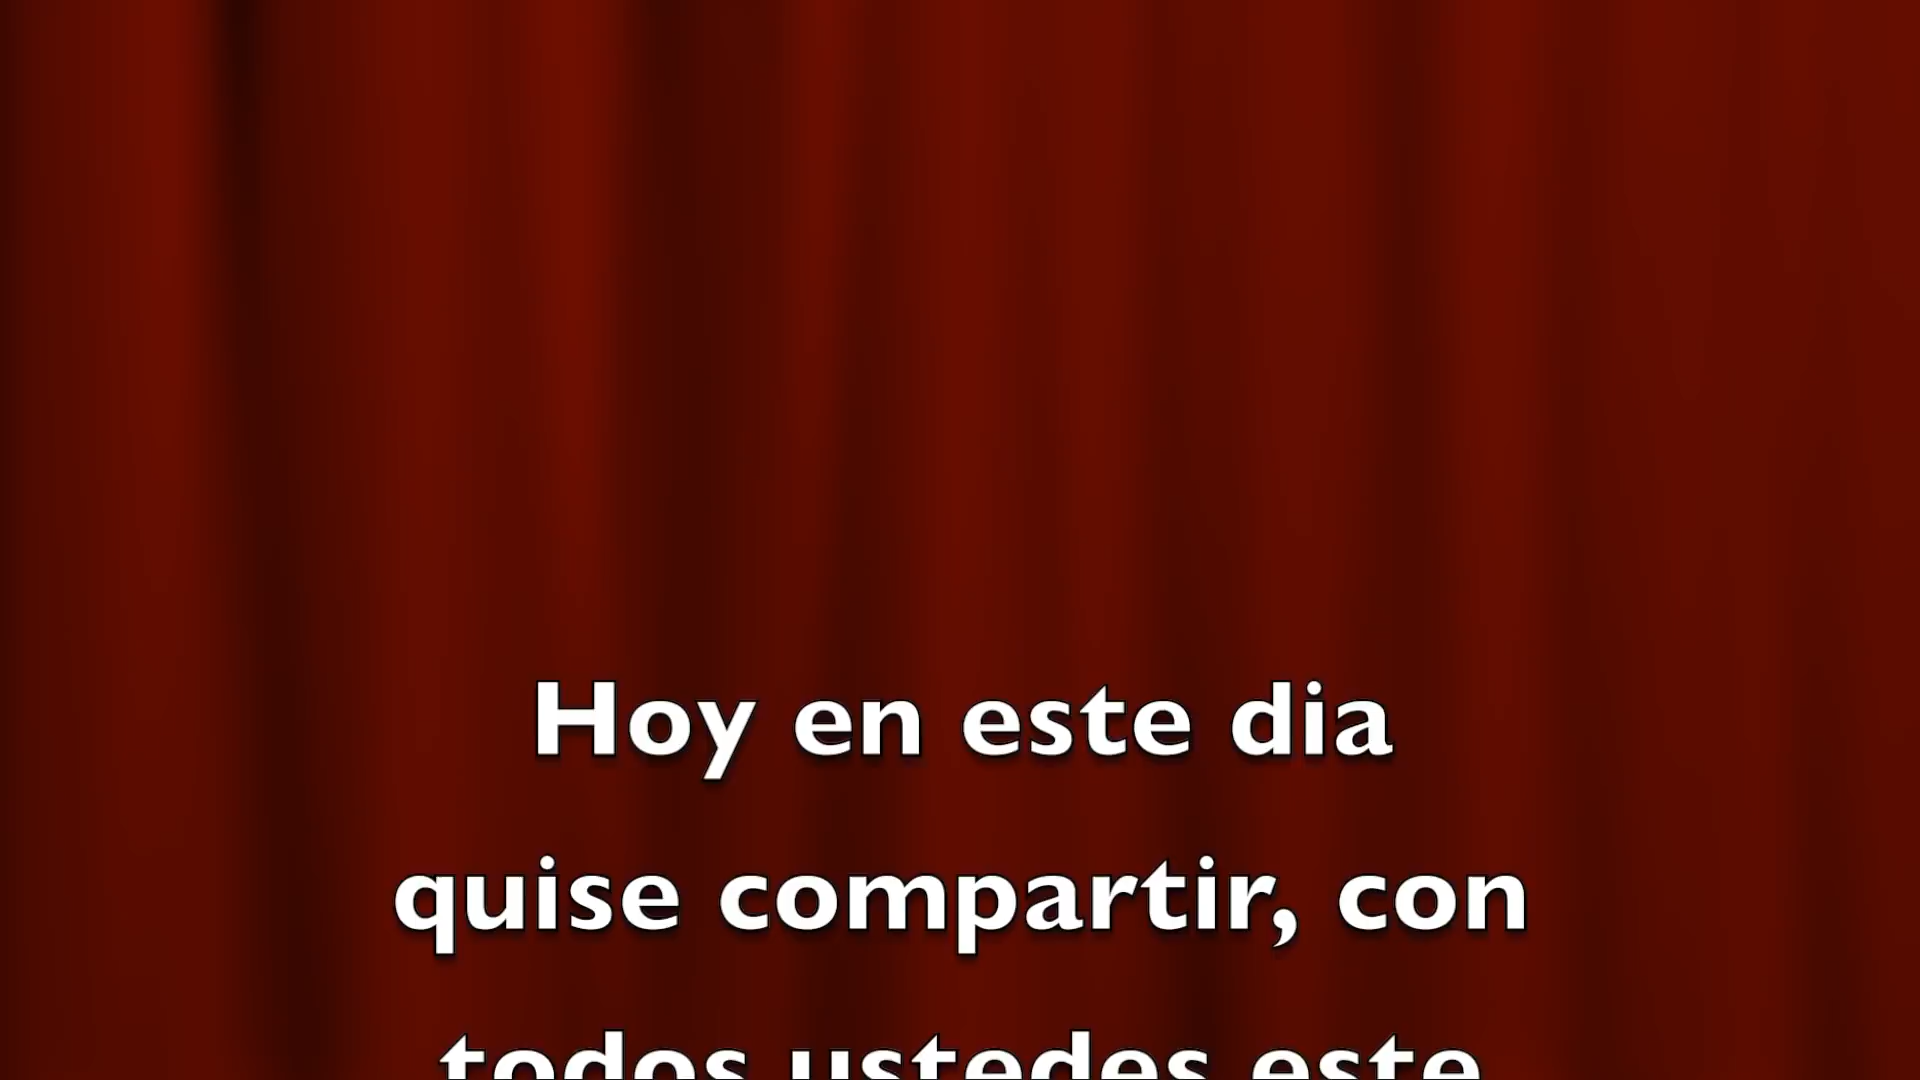 Hoy en este dia
quise compartir, con
todos ustedes este